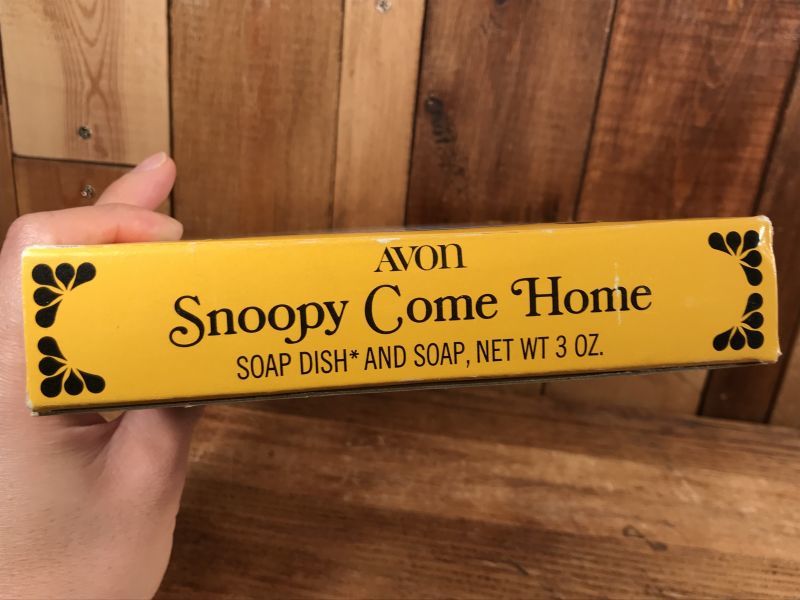 AVON
Snoopy Come Home
SOAP DISH* AND SOAP, NET WT 3 OZ.